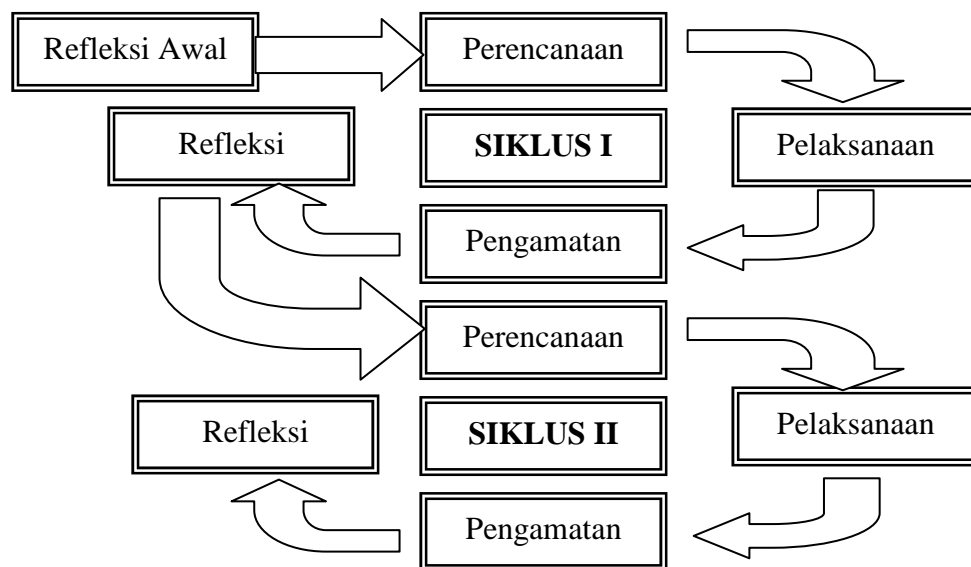 Refleksi Awal
Perencanaan
Refleksi
SIKLUS I
Pelaksanaan
Pengamatan
Perencanaan
Refleksi
SIKLUS II
Pelaksanaan
Pengamatan